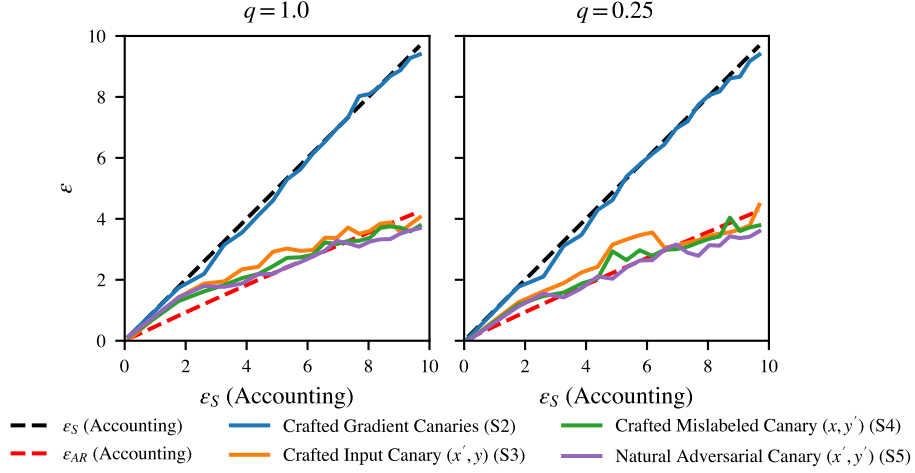 q = 1.0
q = 0.25
10
8
6
4
2
0
ε
0 2 4 6 8 10
0 2 4 6 8 10
ε_S (Accounting)
ε_S (Accounting)
ε_S (Accounting)
Crafted Gradient Canaries (S2)
Crafted Mislabeled Canary (x, y′) (S4)
ε_AR (Accounting)
Crafted Input Canary (x′, y) (S3)
Natural Adversarial Canary (x′, y′) (S5)